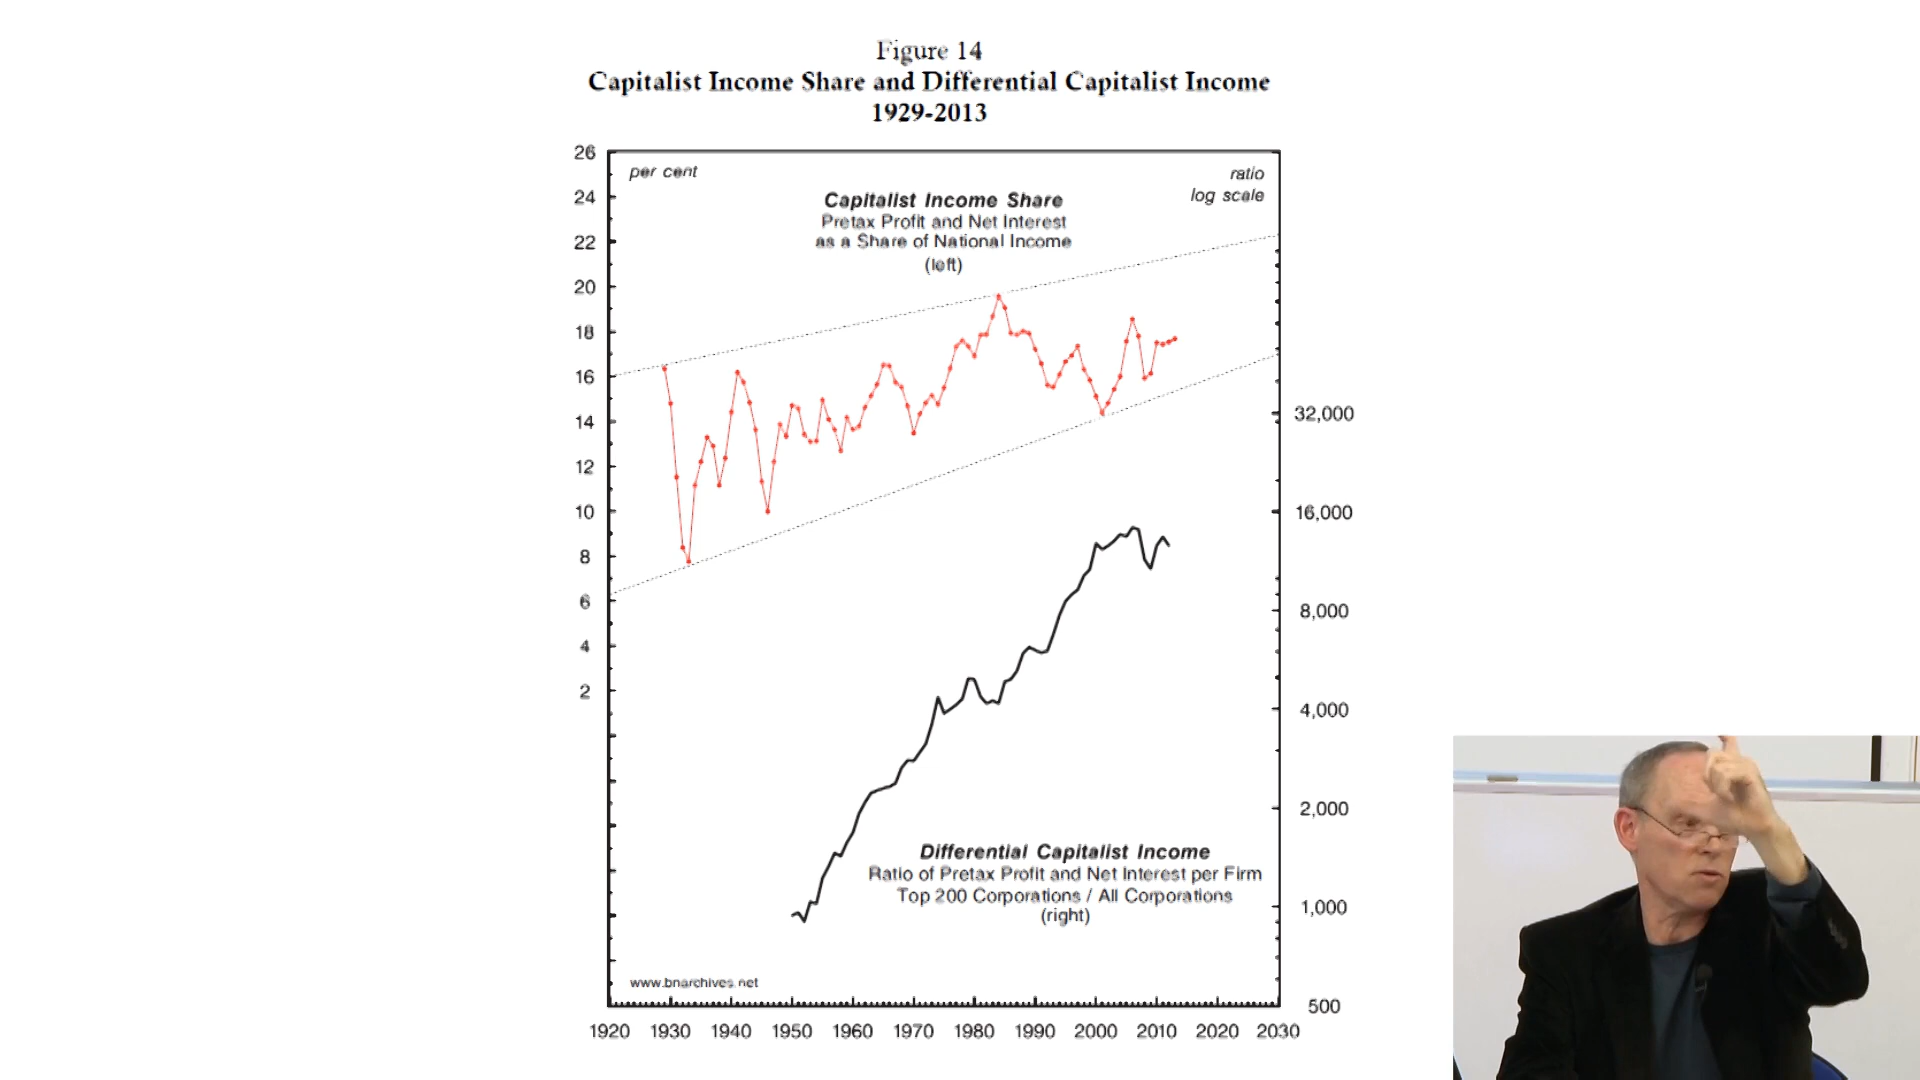 Figure 14
Capitalist Income Share and Differential Capitalist Income
1929-2013
26
24
22
20
18
16
14
12
10
8
6
4
2
per cent
ratio
log scale
Capitalist Income Share
Pretax Profit and Net Interest
as a Share of National Income
(left)
32,000
16,000
8,000
4,000
2,000
1,000
500
Differential Capitalist Income
Ratio of Pretax Profit and Net Interest per Firm
Top 200 Corporations / All Corporations
(right)
www.bnarchives.net
1920 1930 1940 1950 1960 1970 1980 1990 2000 2010 2020 2030